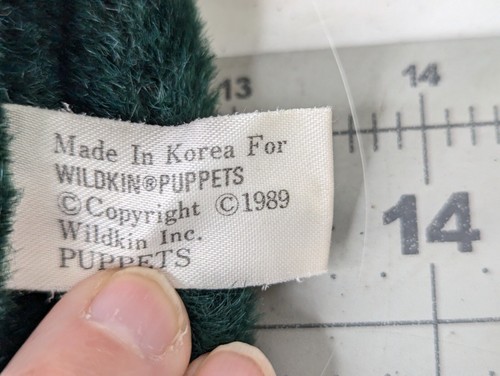 Made In Korea For
WILDKIN®PUPPETS
©Copyright ©1989
Wildkin Inc.
PUPPETS
13
14
14